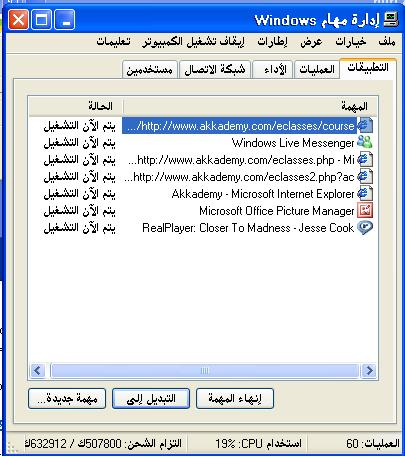 إدارة مهام Windows
ملف خيارات عرض إطارات إيقاف تشغيل الكمبيوتر تعليمات
التطبيقات العمليات الأداء شبكة الاتصال مستخدمين
المهمة الحالة
.../http://www.akkademy.com/eclasses/course يتم الآن التشغيل
Windows Live Messenger يتم الآن التشغيل
...http://www.akkademy.com/eclasses.php - Mi يتم الآن التشغيل
...http://www.akkademy.com/eclasses2.php?ac يتم الآن التشغيل
Akkademy - Microsoft Internet Explorer يتم الآن التشغيل
Microsoft Office Picture Manager يتم الآن التشغيل
RealPlayer: Closer To Madness - Jesse Cook يتم الآن التشغيل
إنهاء المهمة التبديل إلى مهمة جديدة...
العمليات: 60 استخدام CPU: 19% التزام الشحن: 507800ك / 632912ك